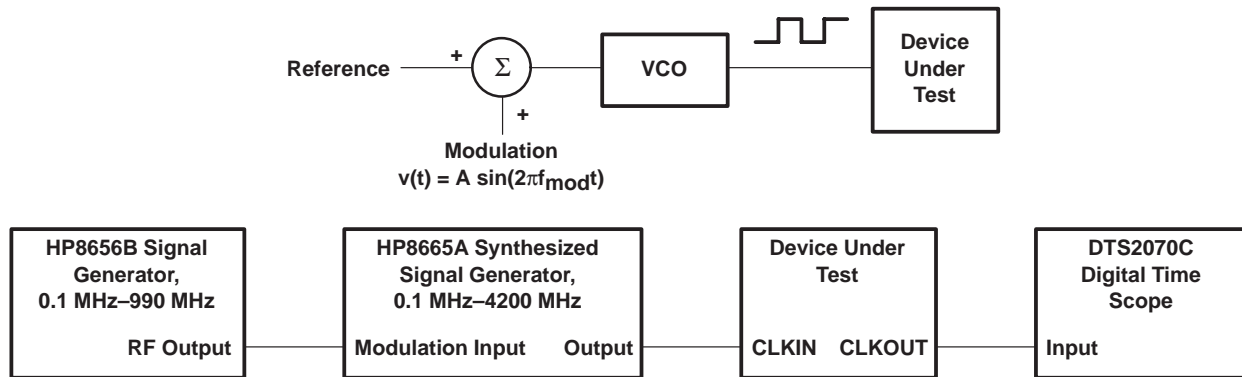 Reference
+
Σ
+
VCO
Device
Under
Test
Modulation
v(t) = A sin(2πfmodt)
HP8656B Signal
Generator,
0.1 MHz–990 MHz
RF Output
HP8665A Synthesized
Signal Generator,
0.1 MHz–4200 MHz
Modulation Input Output
Device Under
Test
CLKIN CLKOUT
DTS2070C
Digital Time
Scope
Input